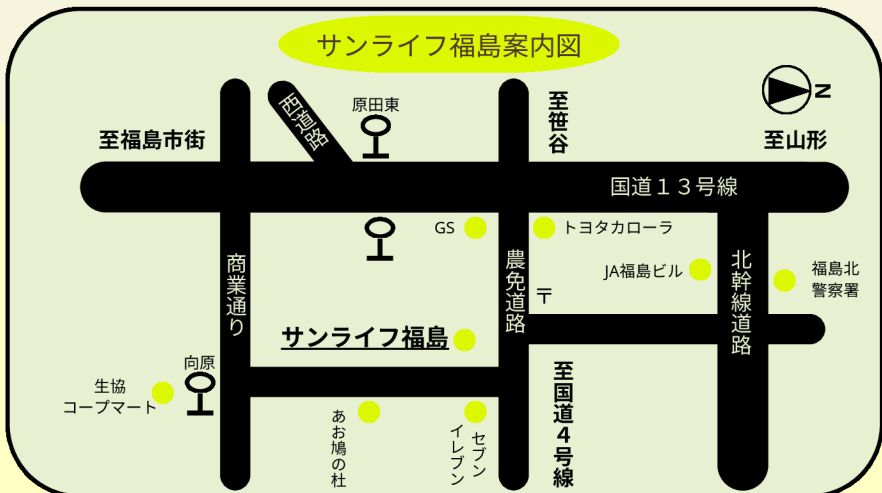 サンライフ福島案内図
至福島市街
西道路
原田東
至笹谷
N
至山形
国道13号線
GS
トヨタカローラ
商業通り
農免道路
〒
JA福島ビル
北幹線道路
福島北
警察署
サンライフ福島
向原
生協
コープマート
あお鳩の杜
セブン
イレブン
至国道4号線